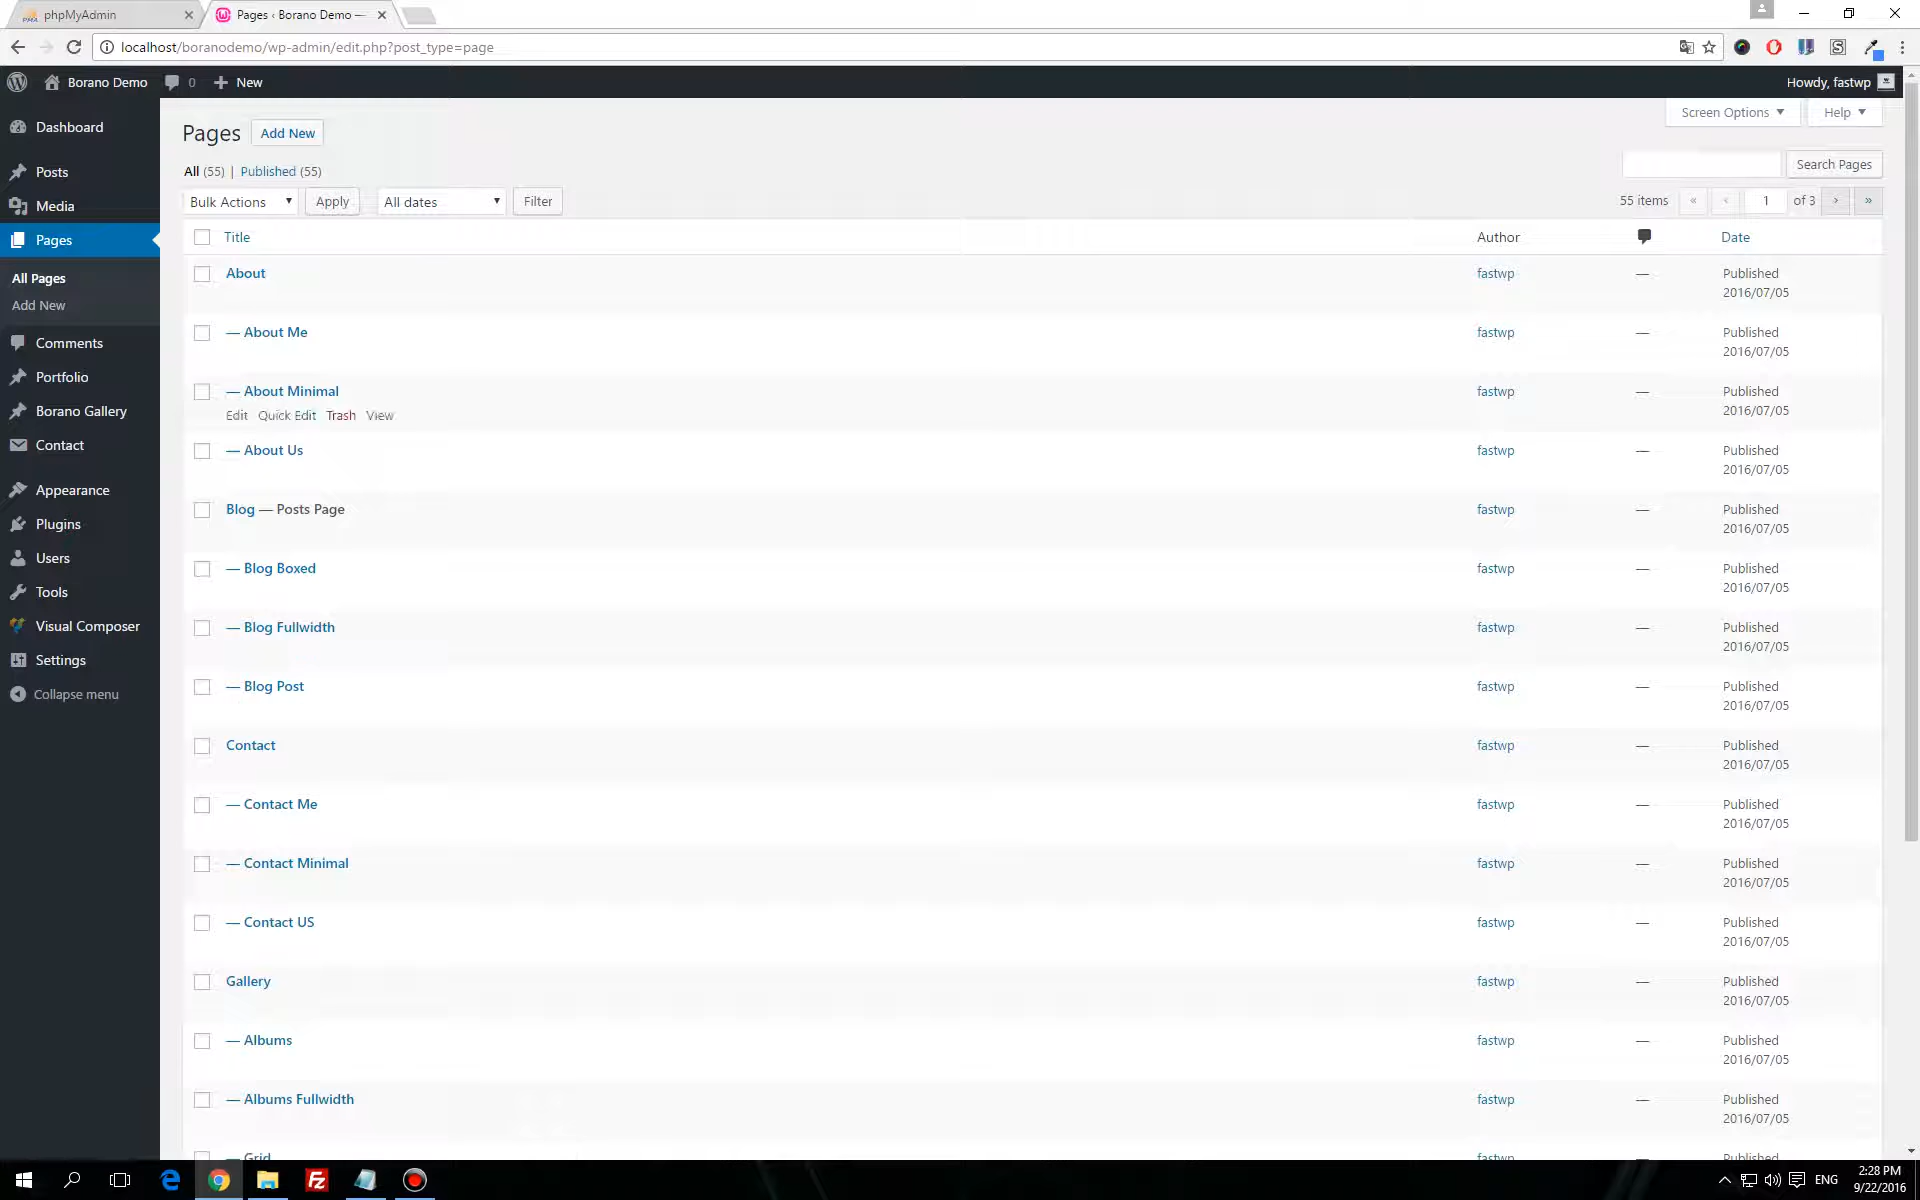 phpMyAdmin
Pages ‹ Borano Demo —
localhost/boranodemo/wp-admin/edit.php?post_type=page
Borano Demo
0
New
Howdy, fastwp
Dashboard
Posts
Media
Pages
All Pages
Add New
Comments
Portfolio
Borano Gallery
Contact
Appearance
Plugins
Users
Tools
Visual Composer
Settings
Collapse menu
Screen Options
Help
Pages Add New
All (55) | Published (55)
Search Pages
Bulk Actions Apply All dates Filter
55 items « ‹ 1 of 3 › »
Title Author Date
About fastwp — Published
2016/07/05
— About Me fastwp — Published
2016/07/05
— About Minimal fastwp — Published
2016/07/05
Edit Quick Edit Trash View
— About Us fastwp — Published
2016/07/05
Blog — Posts Page fastwp — Published
2016/07/05
— Blog Boxed fastwp — Published
2016/07/05
— Blog Fullwidth fastwp — Published
2016/07/05
— Blog Post fastwp — Published
2016/07/05
Contact fastwp — Published
2016/07/05
— Contact Me fastwp — Published
2016/07/05
— Contact Minimal fastwp — Published
2016/07/05
— Contact US fastwp — Published
2016/07/05
Gallery fastwp — Published
2016/07/05
— Albums fastwp — Published
2016/07/05
— Albums Fullwidth fastwp — Published
2016/07/05
— Grid fastwp — Published
ENG
2:28 PM
9/22/2016